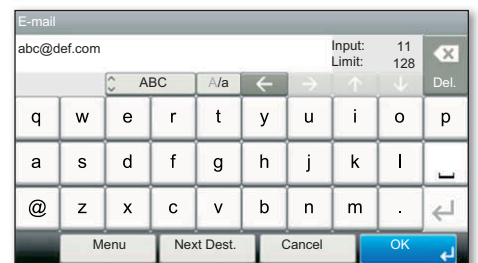 E-mail
abc@def.com
Input: 11
Limit: 128
ABC A/a ← → ↑ ↓ Del.
q w e r t y u i o p
a s d f g h j k l
@ z x c v b n m .
Menu Next Dest. Cancel OK